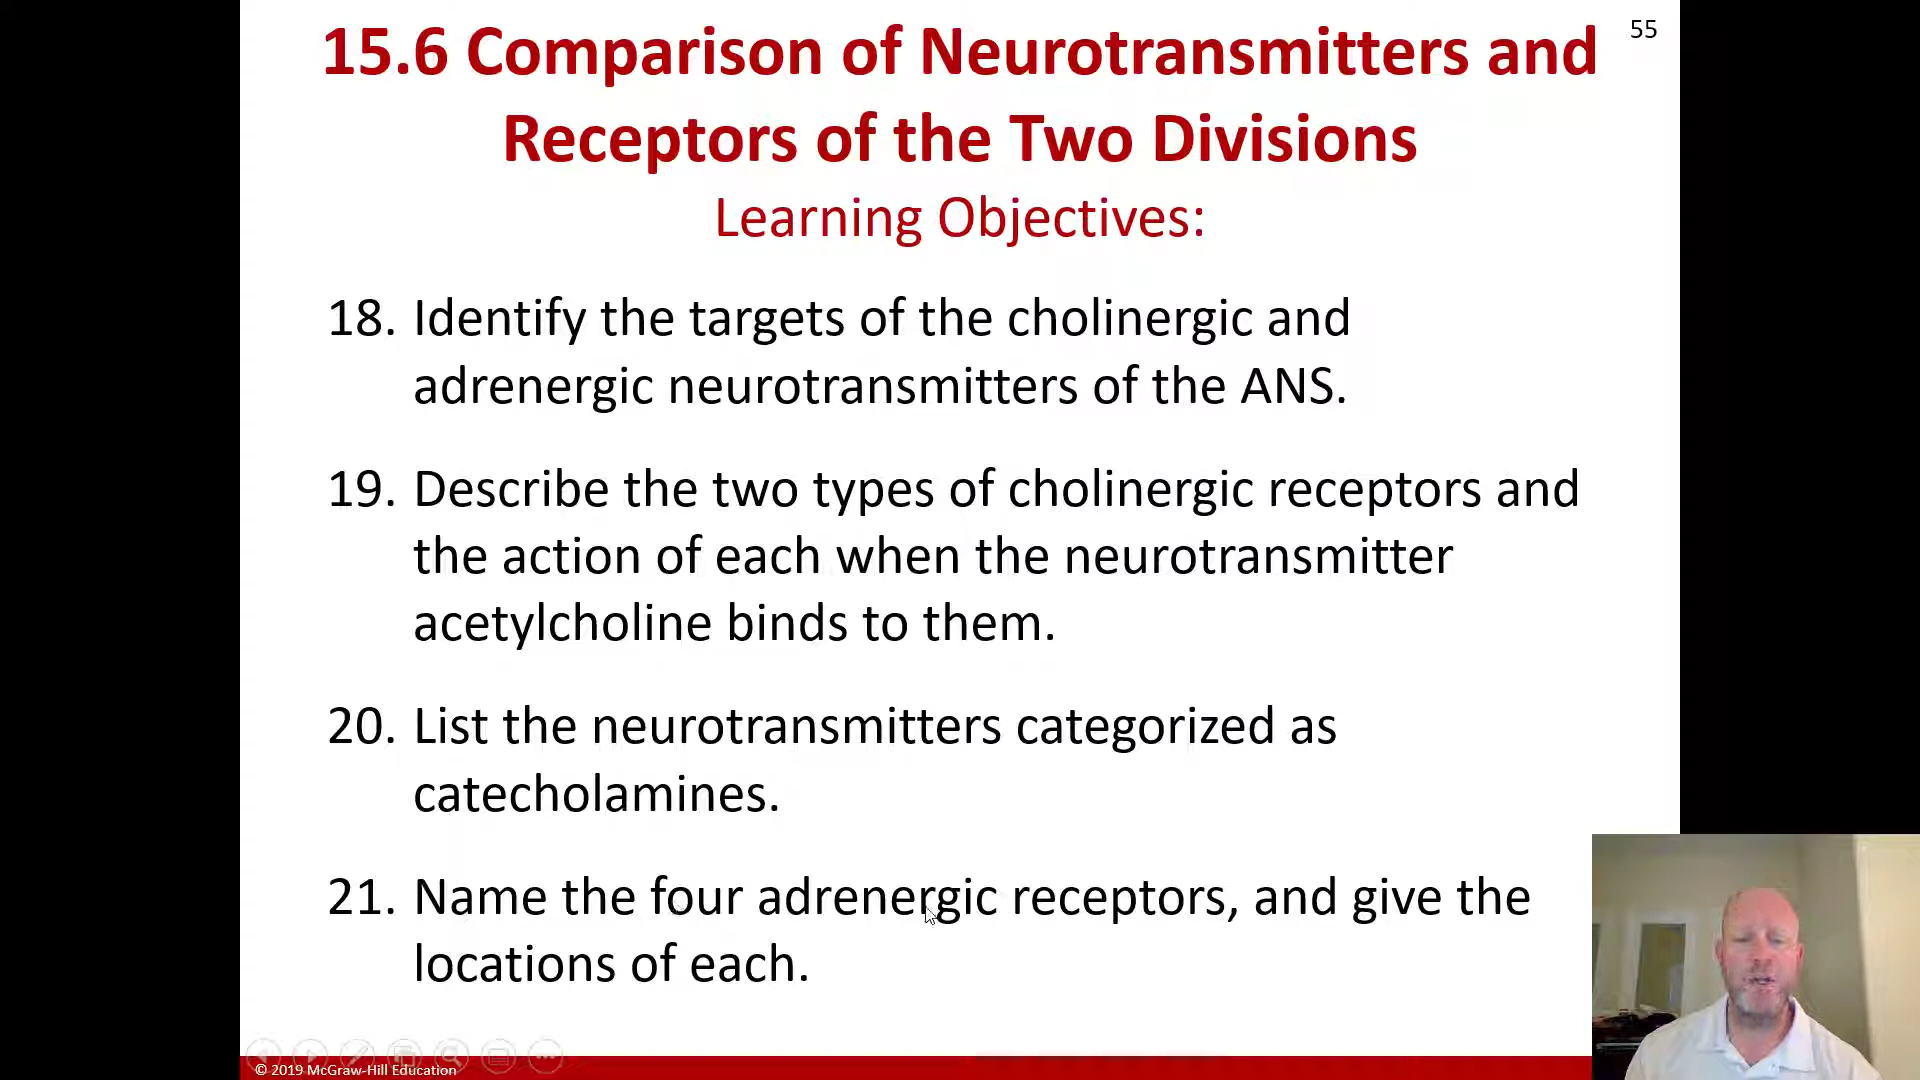 55
15.6 Comparison of Neurotransmitters and
Receptors of the Two Divisions
Learning Objectives:
18. Identify the targets of the cholinergic and
adrenergic neurotransmitters of the ANS.
19. Describe the two types of cholinergic receptors and
the action of each when the neurotransmitter
acetylcholine binds to them.
20. List the neurotransmitters categorized as
catecholamines.
21. Name the four adrenergic receptors, and give the
locations of each.
© 2019 McGraw-Hill Education